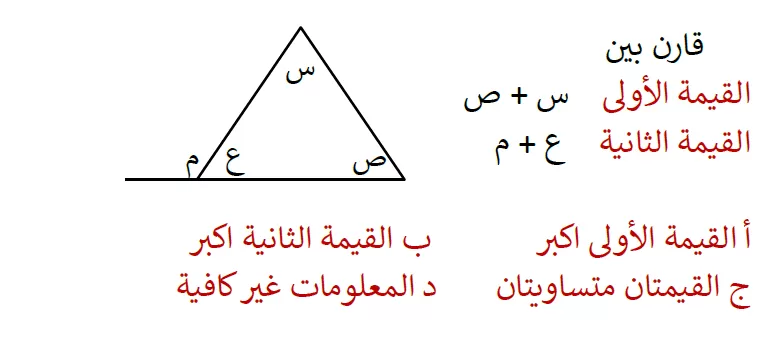 قارن بين
القيمة الأولى س + ص
القيمة الثانية ع + م
س
م ع ص
أ القيمة الأولى اكبر ب القيمة الثانية اكبر
ج القيمتان متساويتان د المعلومات غير كافية